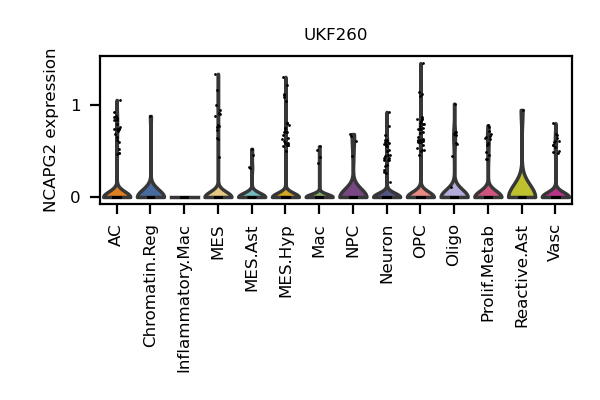 UKF260
NCAPG2 expression
1
0
AC
Chromatin.Reg
Inflammatory.Mac
MES
MES.Ast
MES.Hyp
Mac
NPC
Neuron
OPC
Oligo
Prolif.Metab
Reactive.Ast
Vasc